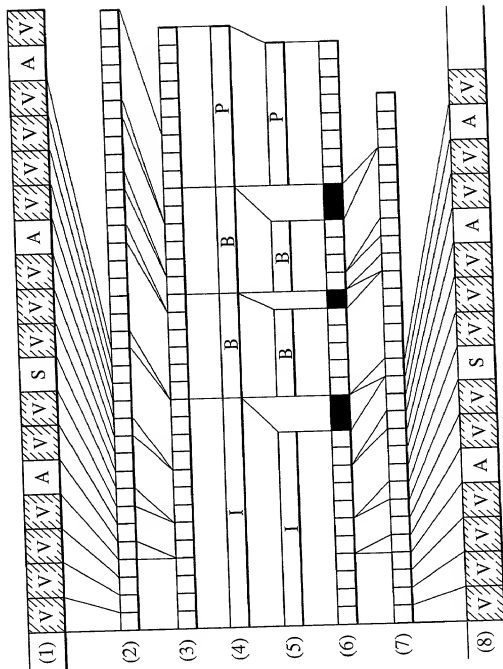 (1) V V V V A V V S V V V A V V V V A V
(2)
(3)
(4) I B B P
(5) I B B P
(6)
(7)
(8) V V V V A V V S V V V A V V A V